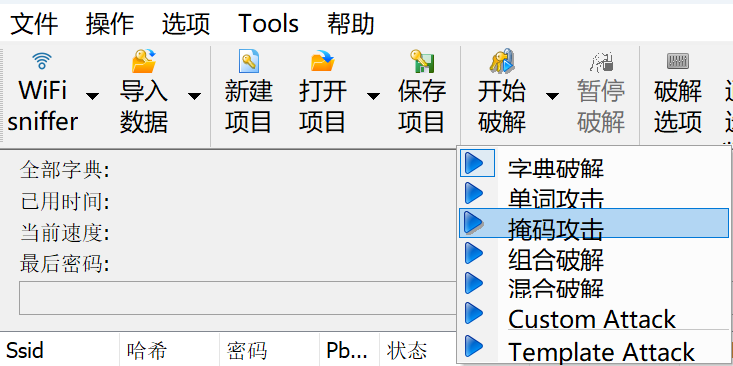 文件 操作 选项 Tools 帮助
WiFi sniffer
导入数据
新建项目
打开项目
保存项目
开始破解
暂停破解
破解选项
全部字典:
已用时间:
当前速度:
最后密码:
字典破解
单词攻击
掩码攻击
组合破解
混合破解
Custom Attack
Template Attack
Ssid 哈希 密码 Pb... 状态